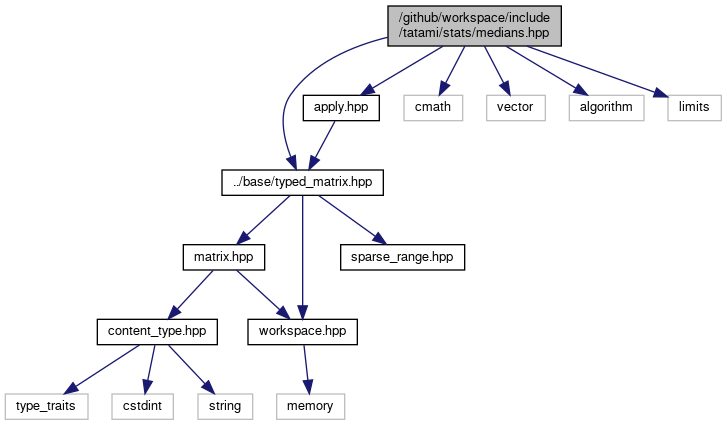 /github/workspace/include
/tatami/stats/medians.hpp
apply.hpp
cmath
vector
algorithm
limits
../base/typed_matrix.hpp
matrix.hpp
sparse_range.hpp
content_type.hpp
workspace.hpp
type_traits
cstdint
string
memory